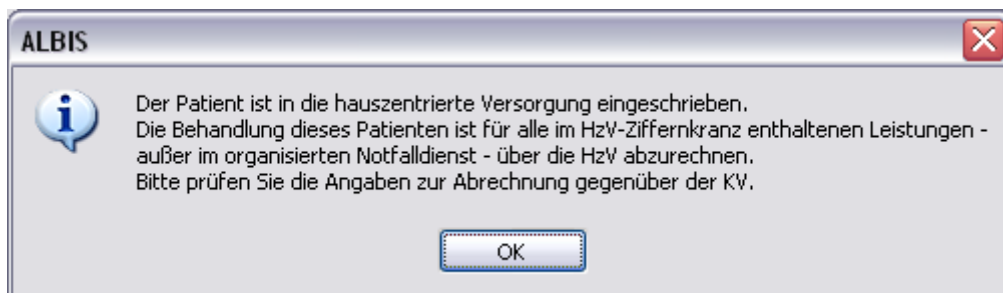 ALBIS
Der Patient ist in die hauszentrierte Versorgung eingeschrieben.
Die Behandlung dieses Patienten ist für alle im HzV-Ziffernkranz enthaltenen Leistungen -
außer im organisierten Notfalldienst - über die HzV abzurechnen.
Bitte prüfen Sie die Angaben zur Abrechnung gegenüber der KV.
OK